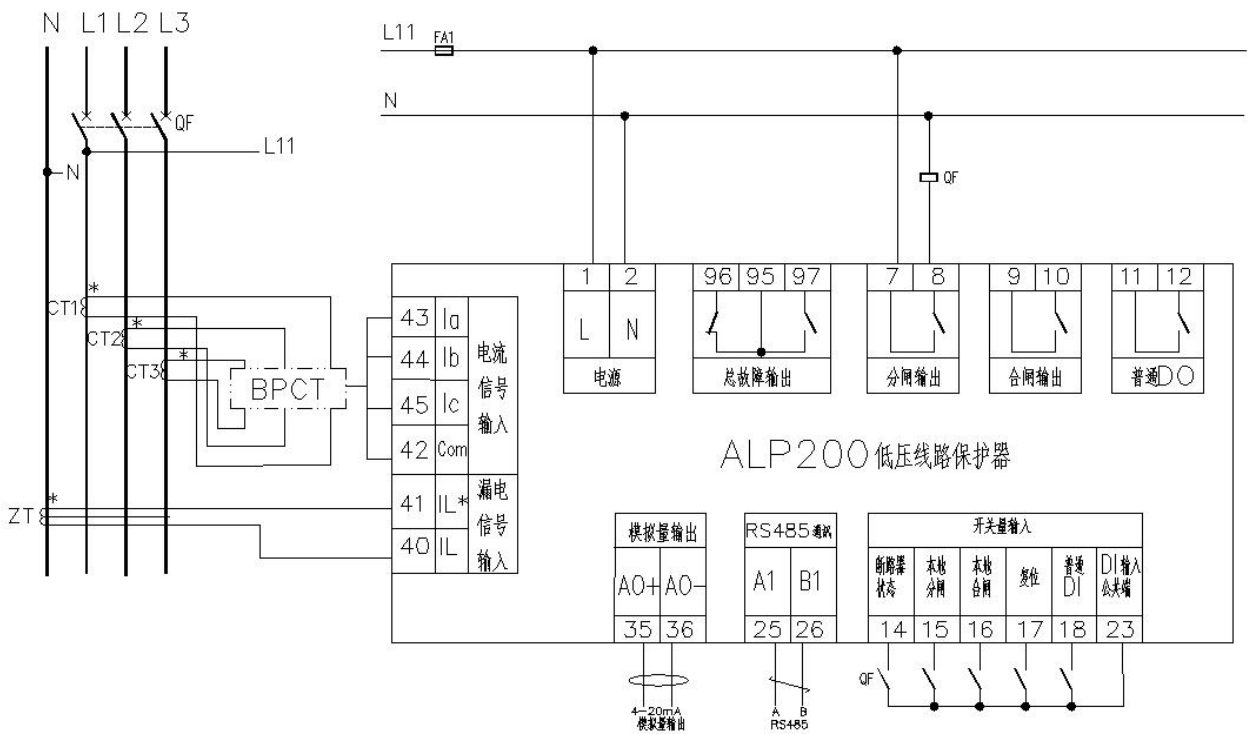 N L1 L2 L3
L11
FA1
N
QF
L11
N
QF
1 2 96 95 97 7 8 9 10 11 12
L N
电源
总故障输出
分闸输出
合闸输出
普通DO
CT1
*
CT2
*
CT3
*
BPCT
43 Ia
44 Ib
45 Ic
42 Com
电流
信号
输入
41 IL*
40 IL
漏电
信号
输入
ZT
*
ALP200低压线路保护器
模拟量输出
AO+ AO-
35 36
4-20mA
模拟量输出
RS485通讯
A1 B1
25 26
A B
RS485
开关量输入
断路器
状态
本地
分闸
本地
合闸
复位
普通
DI
DI输入
公共端
14 15 16 17 18 23
QF